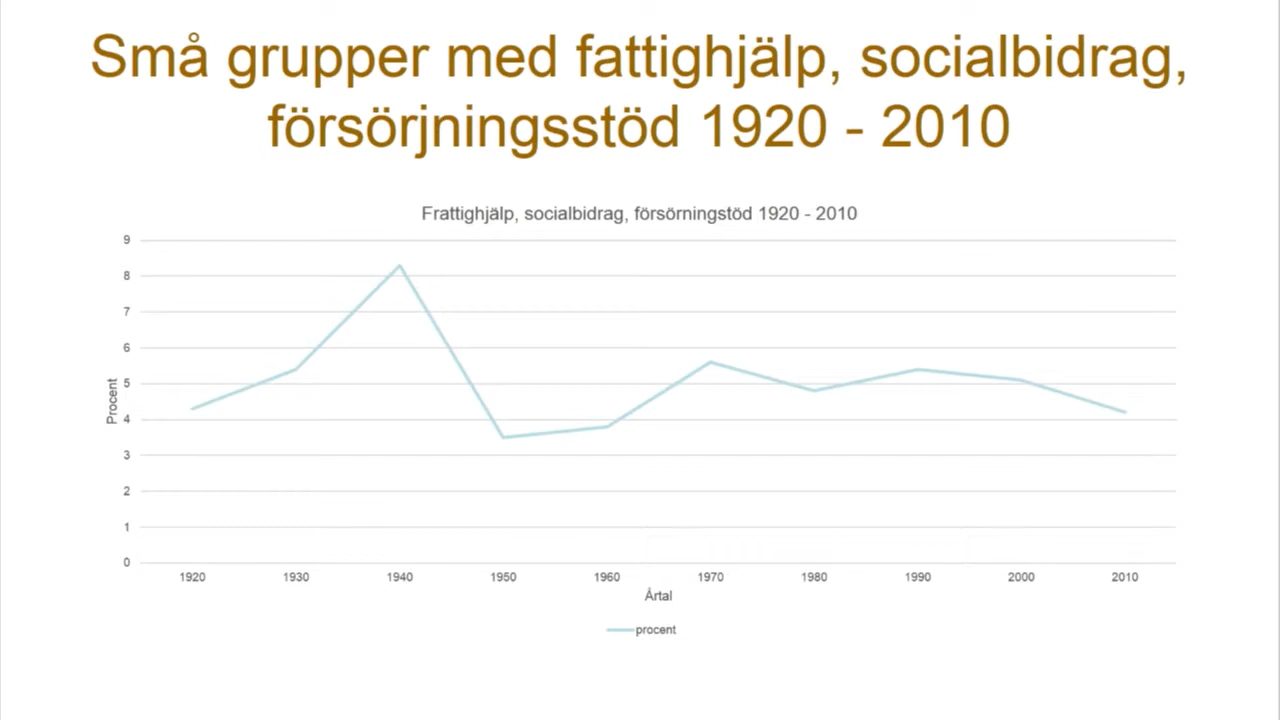 Små grupper med fattighjälp, socialbidrag,
försörjningsstöd 1920 - 2010
Frattighjälp, socialbidrag, försörningstöd 1920 - 2010
9
8
7
6
5
4
3
2
1
0
Procent
1920 1930 1940 1950 1960 1970 1980 1990 2000 2010
Årtal
procent